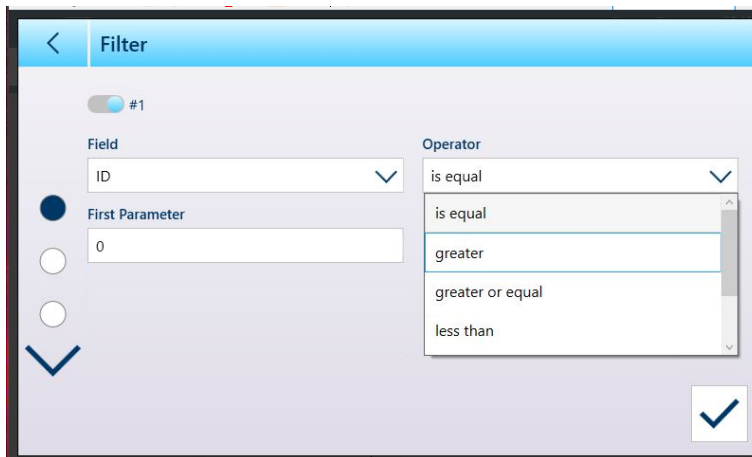 Filter
#1
Field
Operator
ID
is equal
First Parameter
0
is equal
greater
greater or equal
less than